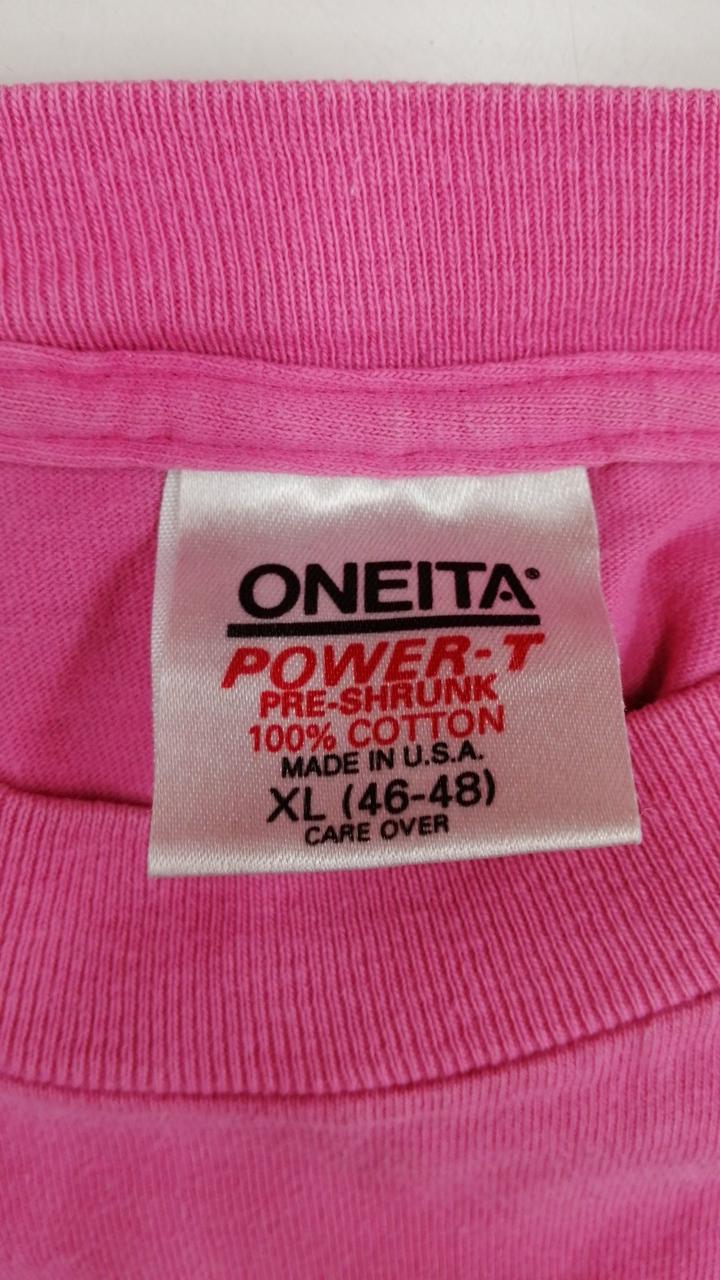 ONEITA®
POWER-T
PRE-SHRUNK
100% COTTON
MADE IN U.S.A.
XL (46-48)
CARE OVER